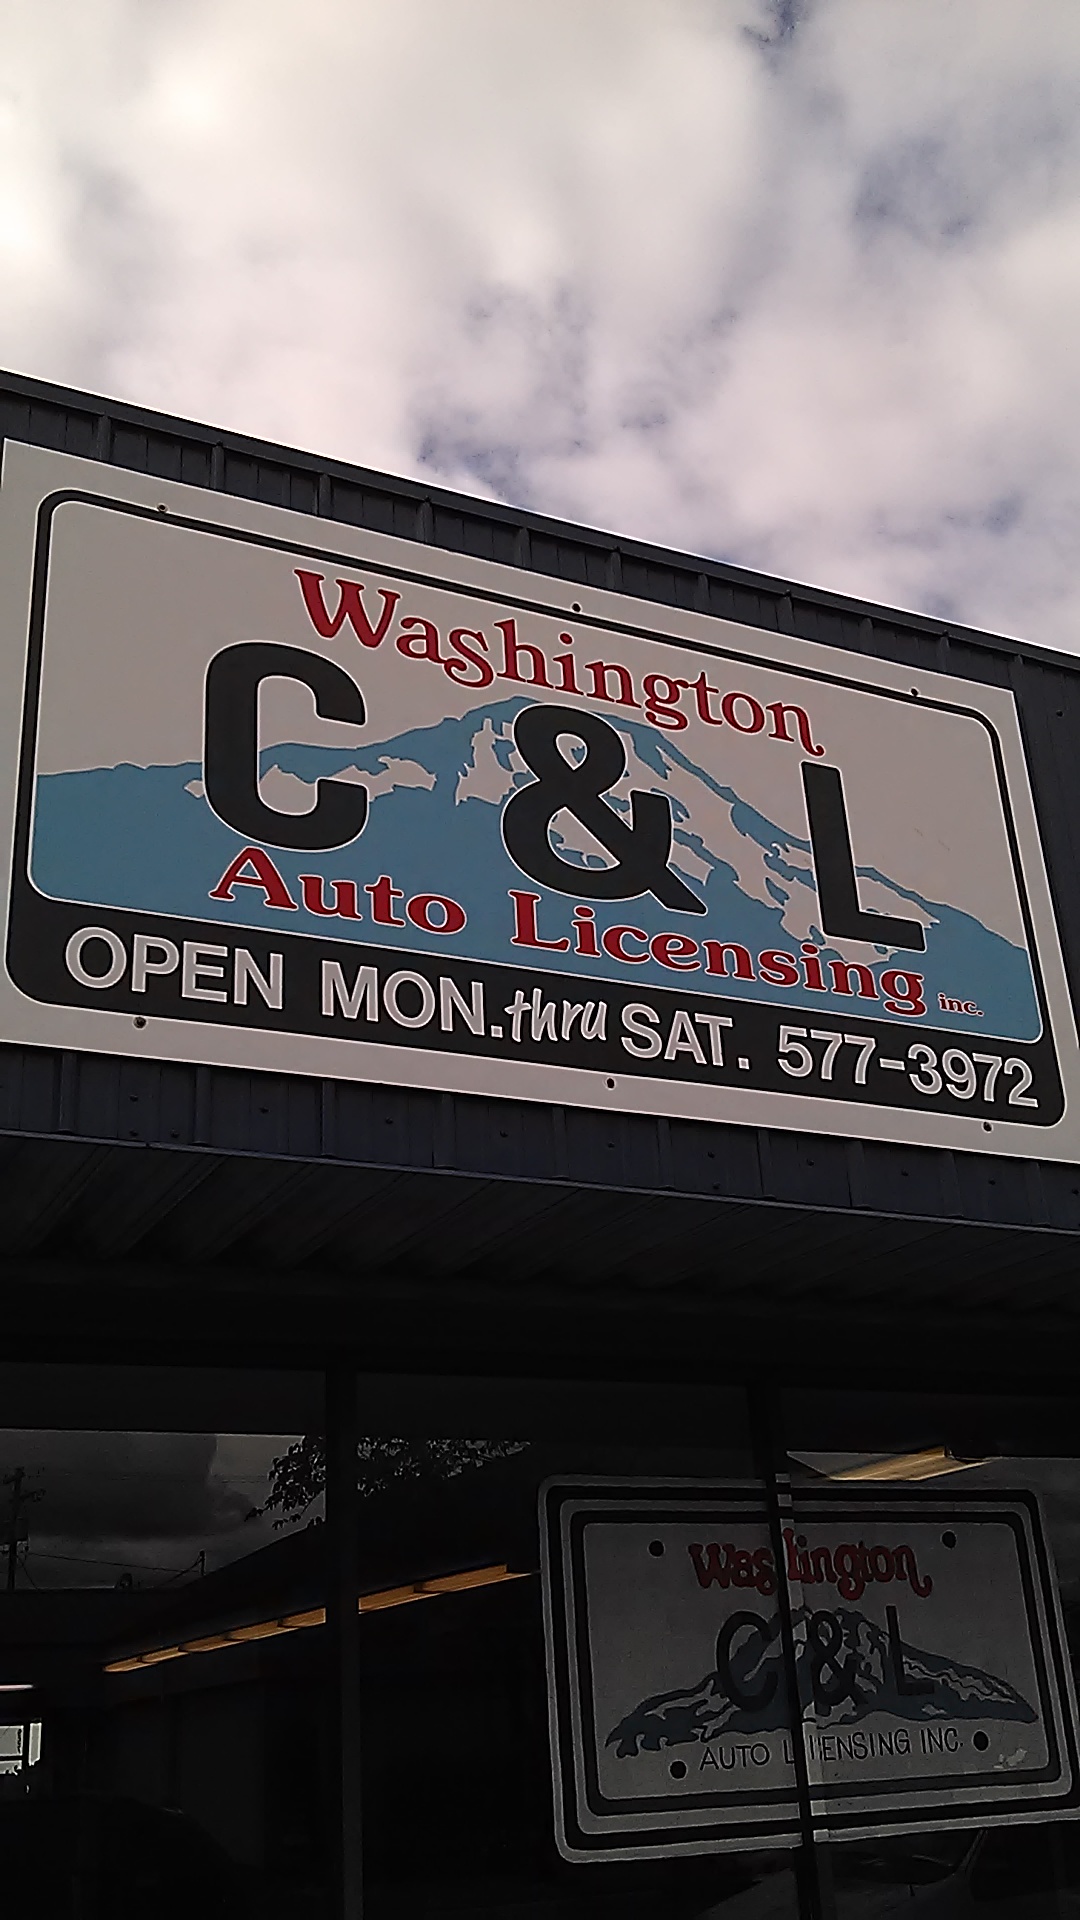 Washington
C & L
Auto Licensing inc.
OPEN MON. thru SAT. 577-3972
Washington
C & L
AUTO LICENSING INC.